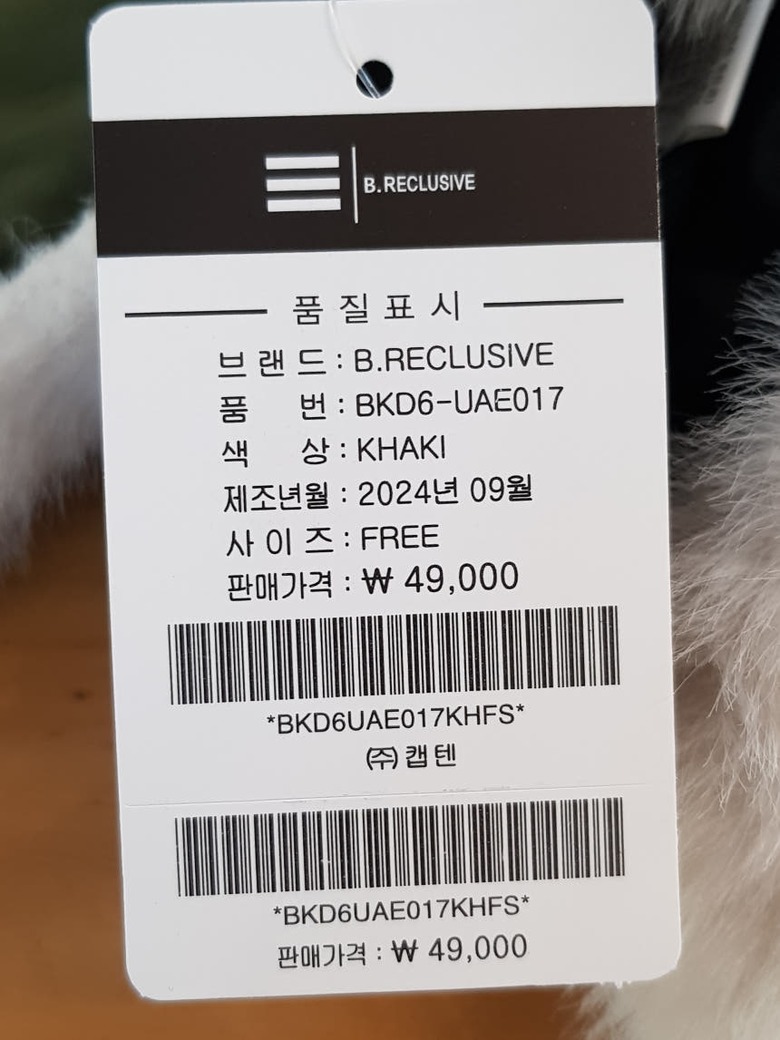 B.RECLUSIVE
품질표시
브랜드 : B.RECLUSIVE
품 번 : BKD6-UAE017
색 상 : KHAKI
제조년월 : 2024년 09월
사이즈 : FREE
판매가격 : ₩ 49,000
*BKD6UAE017KHFS*
㈜캡텐
*BKD6UAE017KHFS*
판매가격 : ₩ 49,000